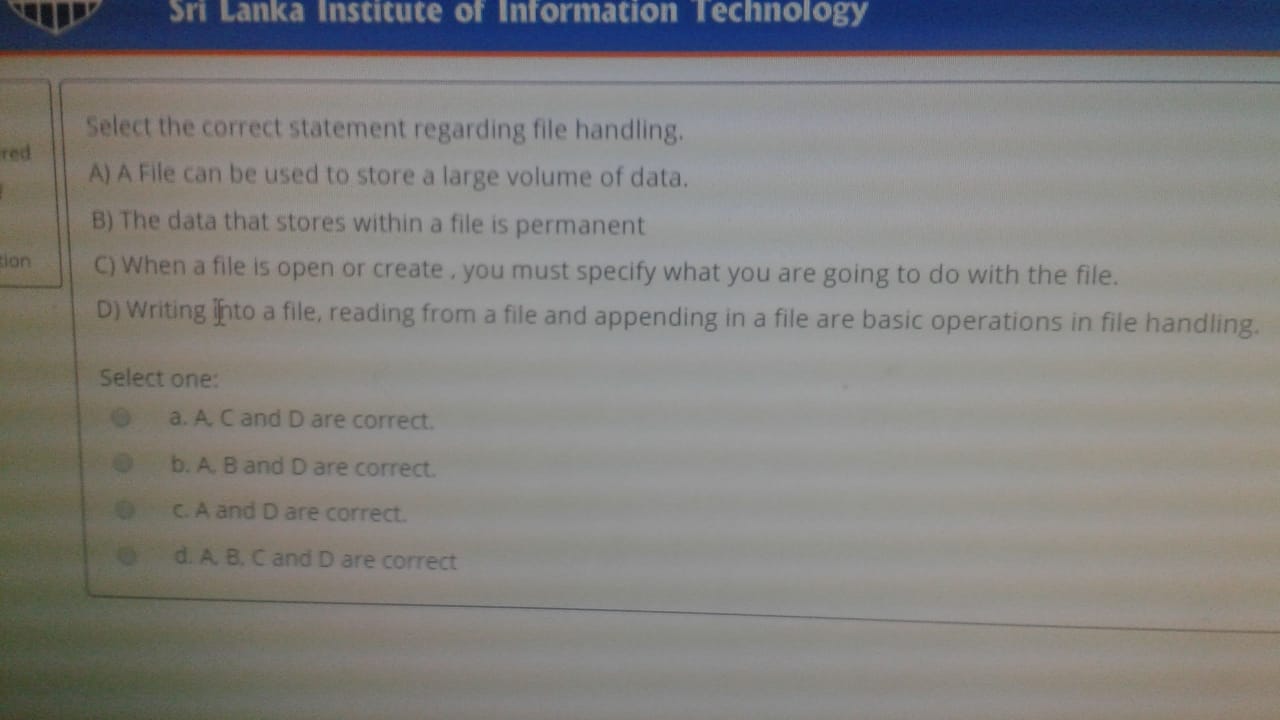 Sri Lanka Institute of Information Technology
red
tion
Select the correct statement regarding file handling.
A) A File can be used to store a large volume of data.
B) The data that stores within a file is permanent
C) When a file is open or create , you must specify what you are going to do with the file.
D) Writing into a file, reading from a file and appending in a file are basic operations in file handling.
Select one:
a. A, C and D are correct.
b. A, B and D are correct.
c. A and D are correct.
d. A, B, C and D are correct